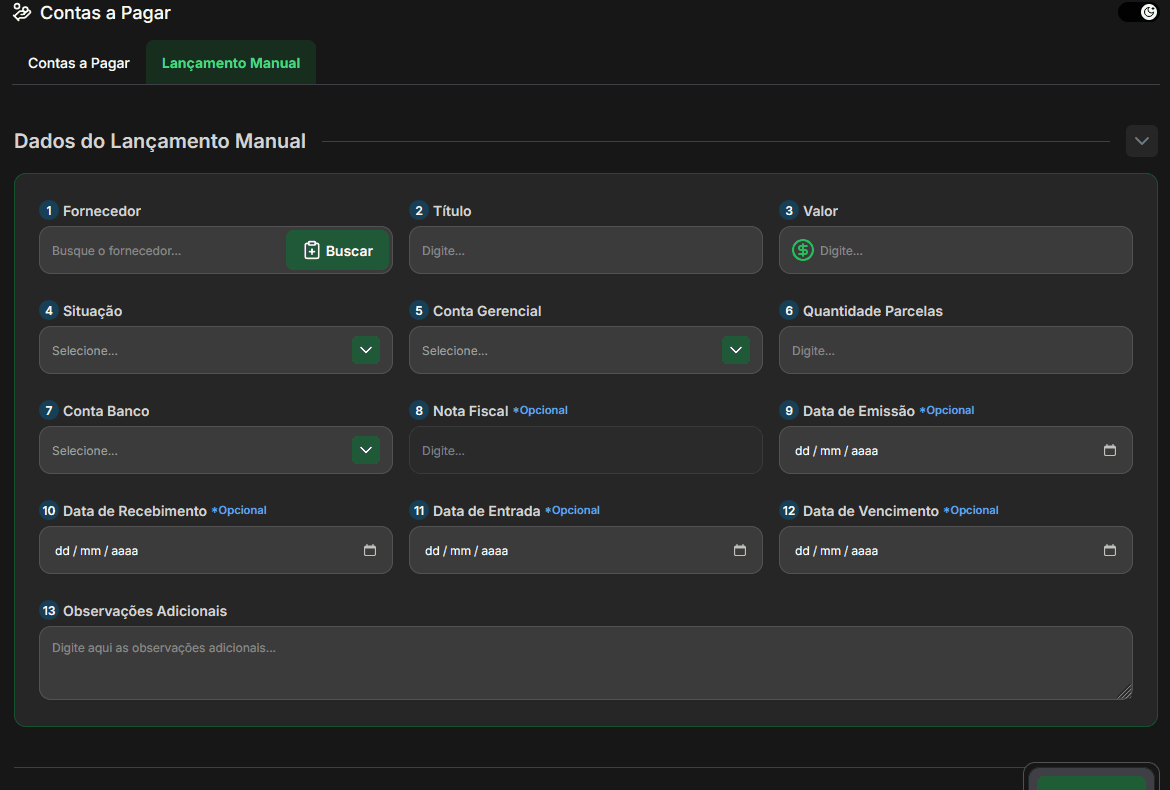 Contas a Pagar
Contas a Pagar
Lançamento Manual
Dados do Lançamento Manual
1 Fornecedor
2 Título
3 Valor
Busque o fornecedor...
Buscar
Digite...
Digite...
4 Situação
5 Conta Gerencial
6 Quantidade Parcelas
Selecione...
Selecione...
Digite...
7 Conta Banco
8 Nota Fiscal *Opcional
9 Data de Emissão *Opcional
Selecione...
Digite...
dd / mm / aaaa
10 Data de Recebimento *Opcional
11 Data de Entrada *Opcional
12 Data de Vencimento *Opcional
dd / mm / aaaa
dd / mm / aaaa
dd / mm / aaaa
13 Observações Adicionais
Digite aqui as observações adicionais...